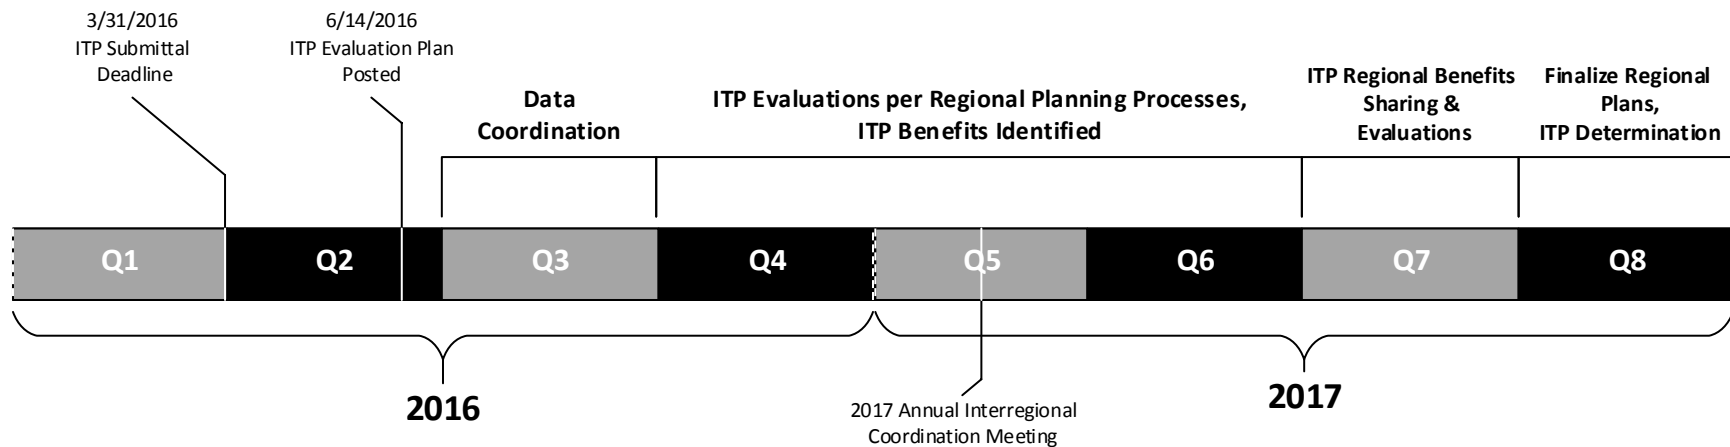 3/31/2016
ITP Submittal
Deadline
6/14/2016
ITP Evaluation Plan
Posted
Data
Coordination
ITP Evaluations per Regional Planning Processes,
ITP Benefits Identified
ITP Regional Benefits
Sharing &
Evaluations
Finalize Regional
Plans,
ITP Determination
Q1
Q2
Q3
Q4
Q5
Q6
Q7
Q8
2016
2017 Annual Interregional
Coordination Meeting
2017